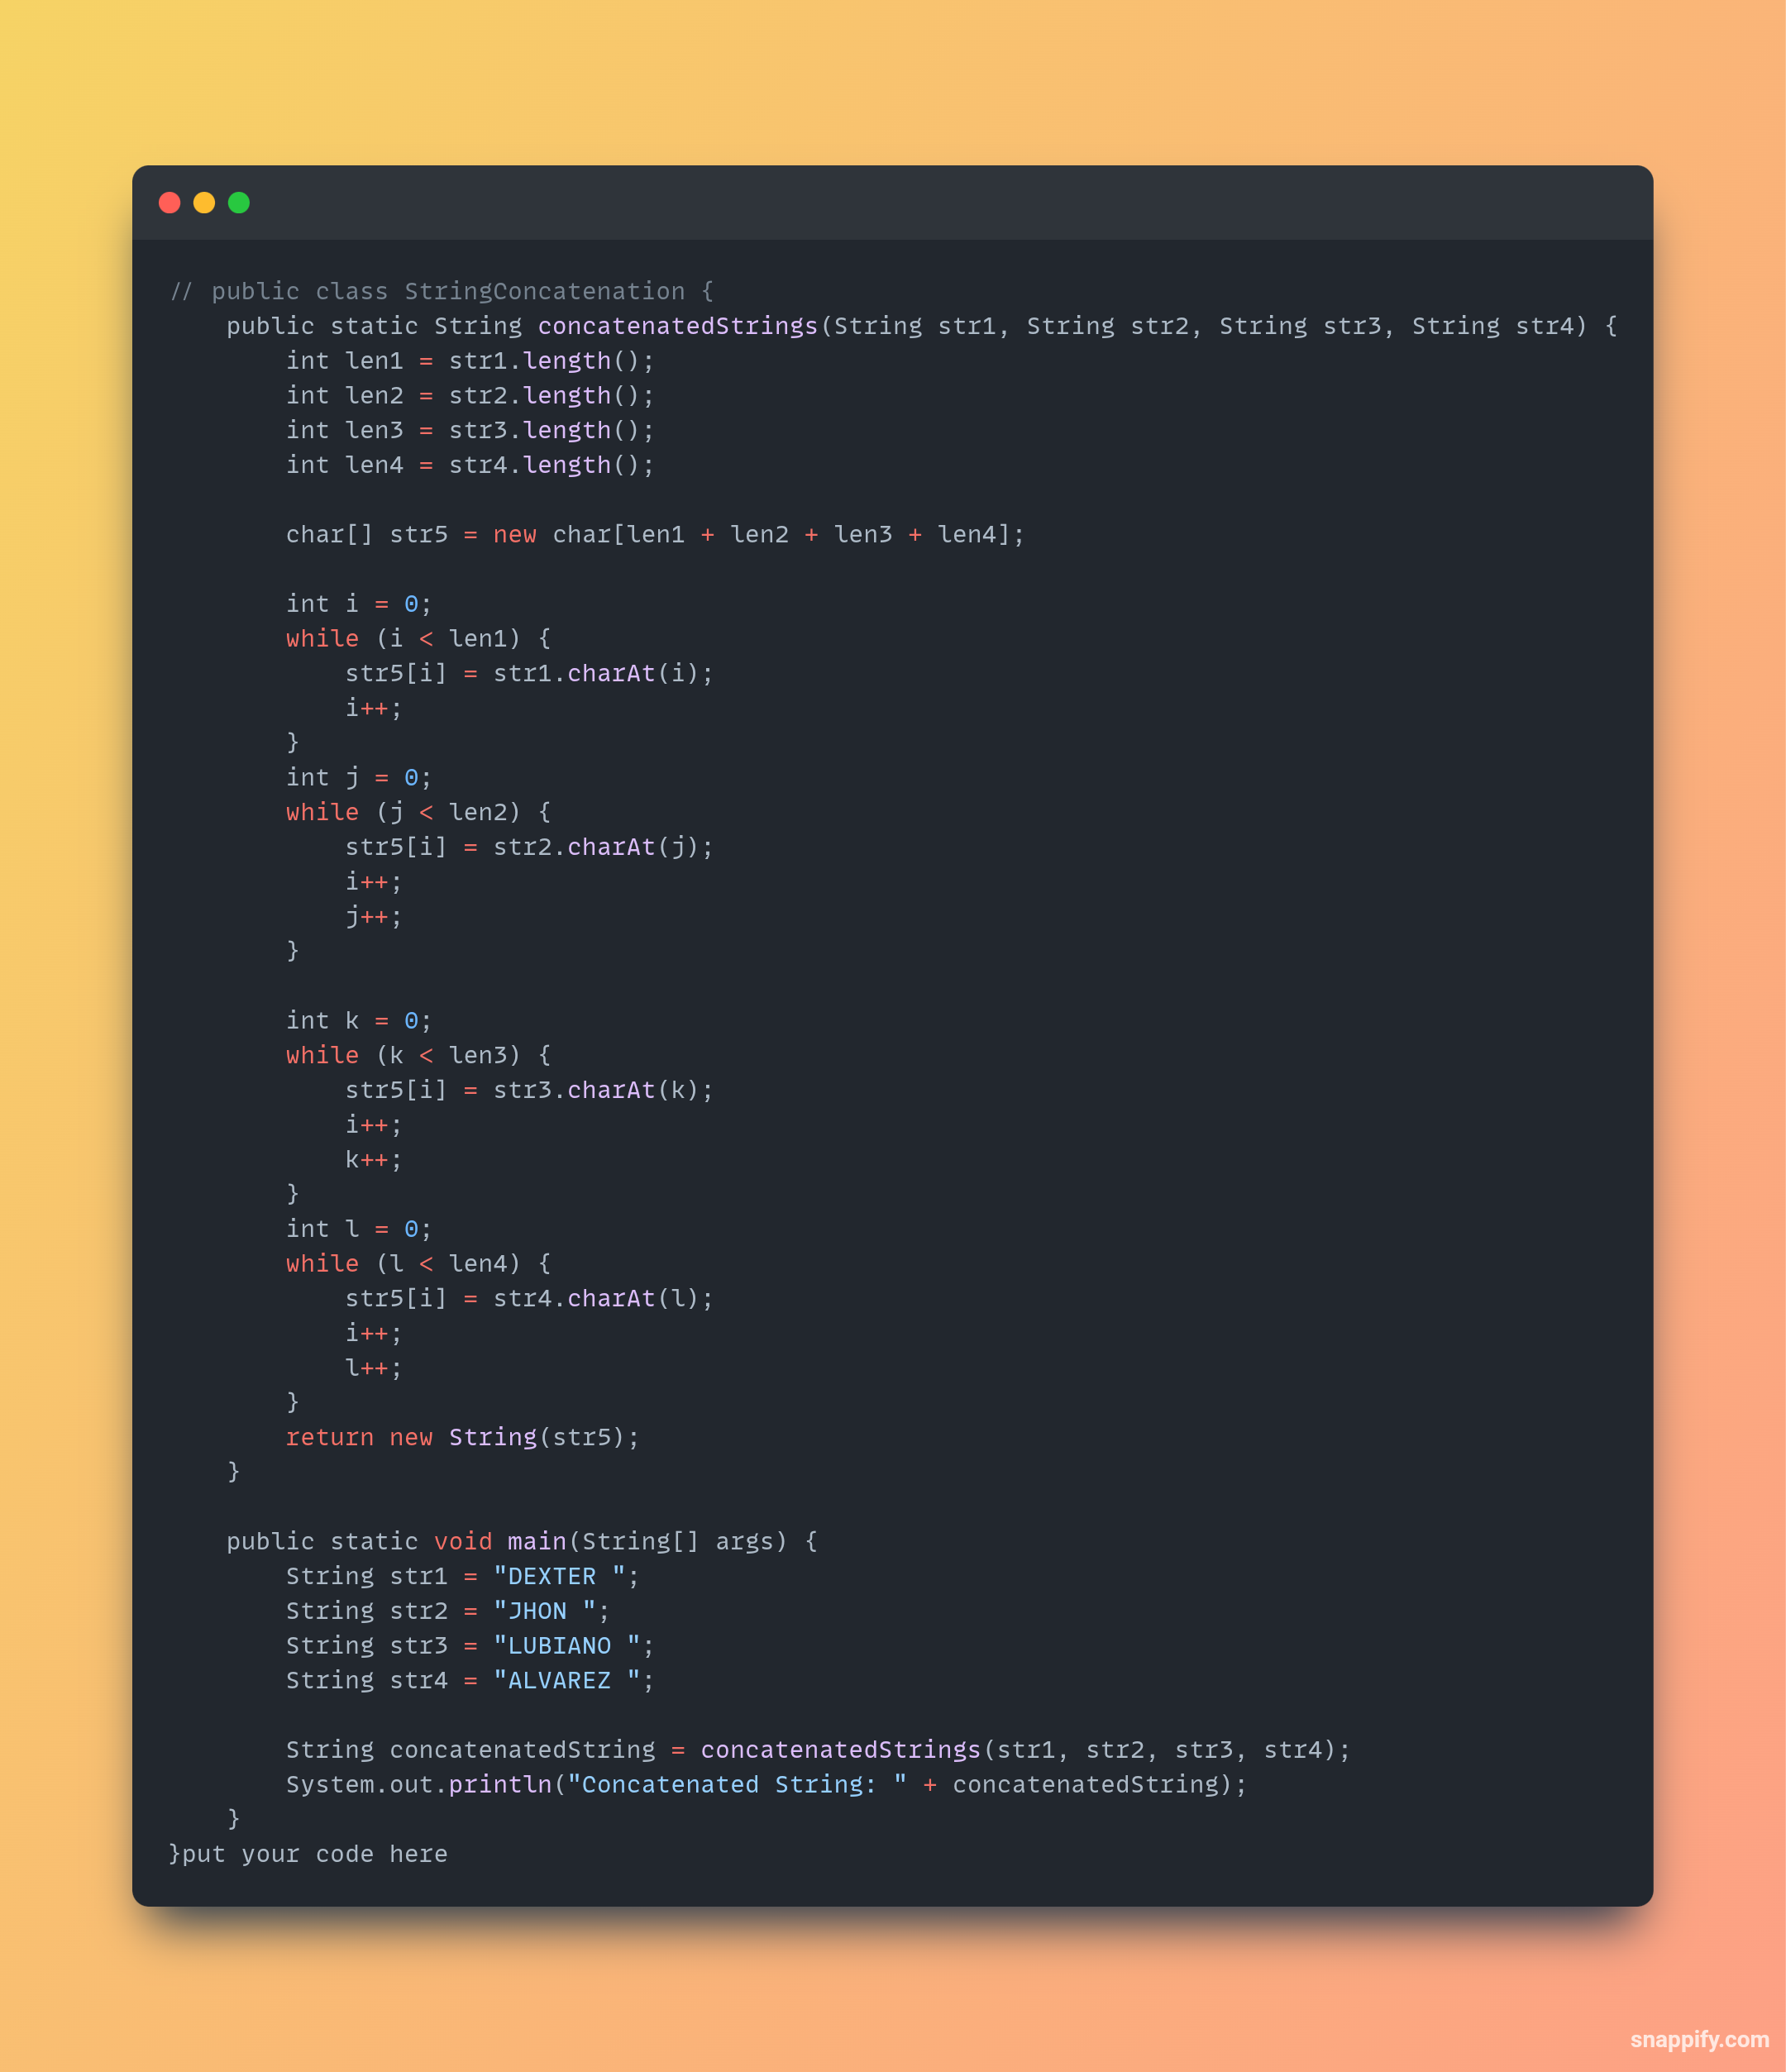 // public class StringConcatenation {
    public static String concatenatedStrings(String str1, String str2, String str3, String str4) {
        int len1 = str1.length();
        int len2 = str2.length();
        int len3 = str3.length();
        int len4 = str4.length();

        char[] str5 = new char[len1 + len2 + len3 + len4];

        int i = 0;
        while (i < len1) {
            str5[i] = str1.charAt(i);
            i++;
        }
        int j = 0;
        while (j < len2) {
            str5[i] = str2.charAt(j);
            i++;
            j++;
        }

        int k = 0;
        while (k < len3) {
            str5[i] = str3.charAt(k);
            i++;
            k++;
        }
        int l = 0;
        while (l < len4) {
            str5[i] = str4.charAt(l);
            i++;
            l++;
        }
        return new String(str5);
    }

    public static void main(String[] args) {
        String str1 = "DEXTER ";
        String str2 = "JHON ";
        String str3 = "LUBIANO ";
        String str4 = "ALVAREZ ";

        String concatenatedString = concatenatedStrings(str1, str2, str3, str4);
        System.out.println("Concatenated String: " + concatenatedString);
    }
}put your code here
snappify.com